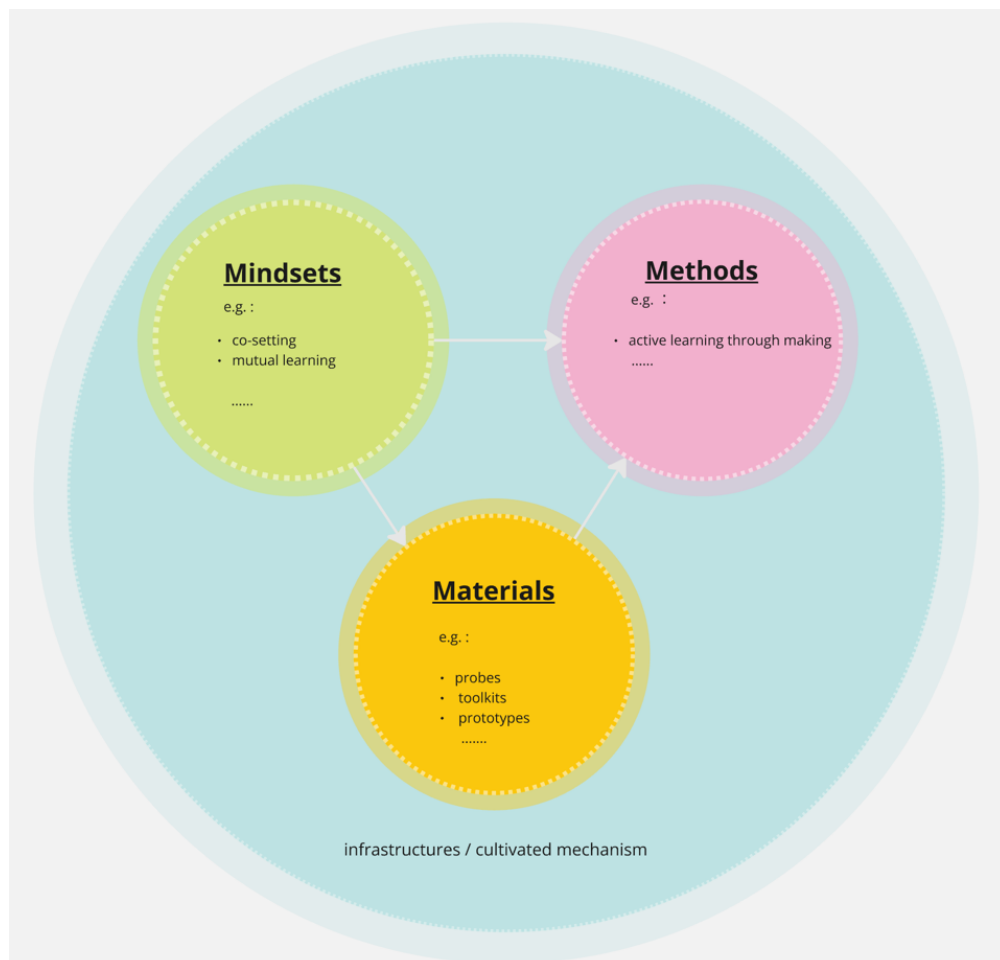 Mindsets
e.g. :
• co-setting
• mutual learning
......
Methods
e.g. ：
• active learning through making
......
Materials
e.g. :
• probes
• toolkits
• prototypes
.......
infrastructures / cultivated mechanism